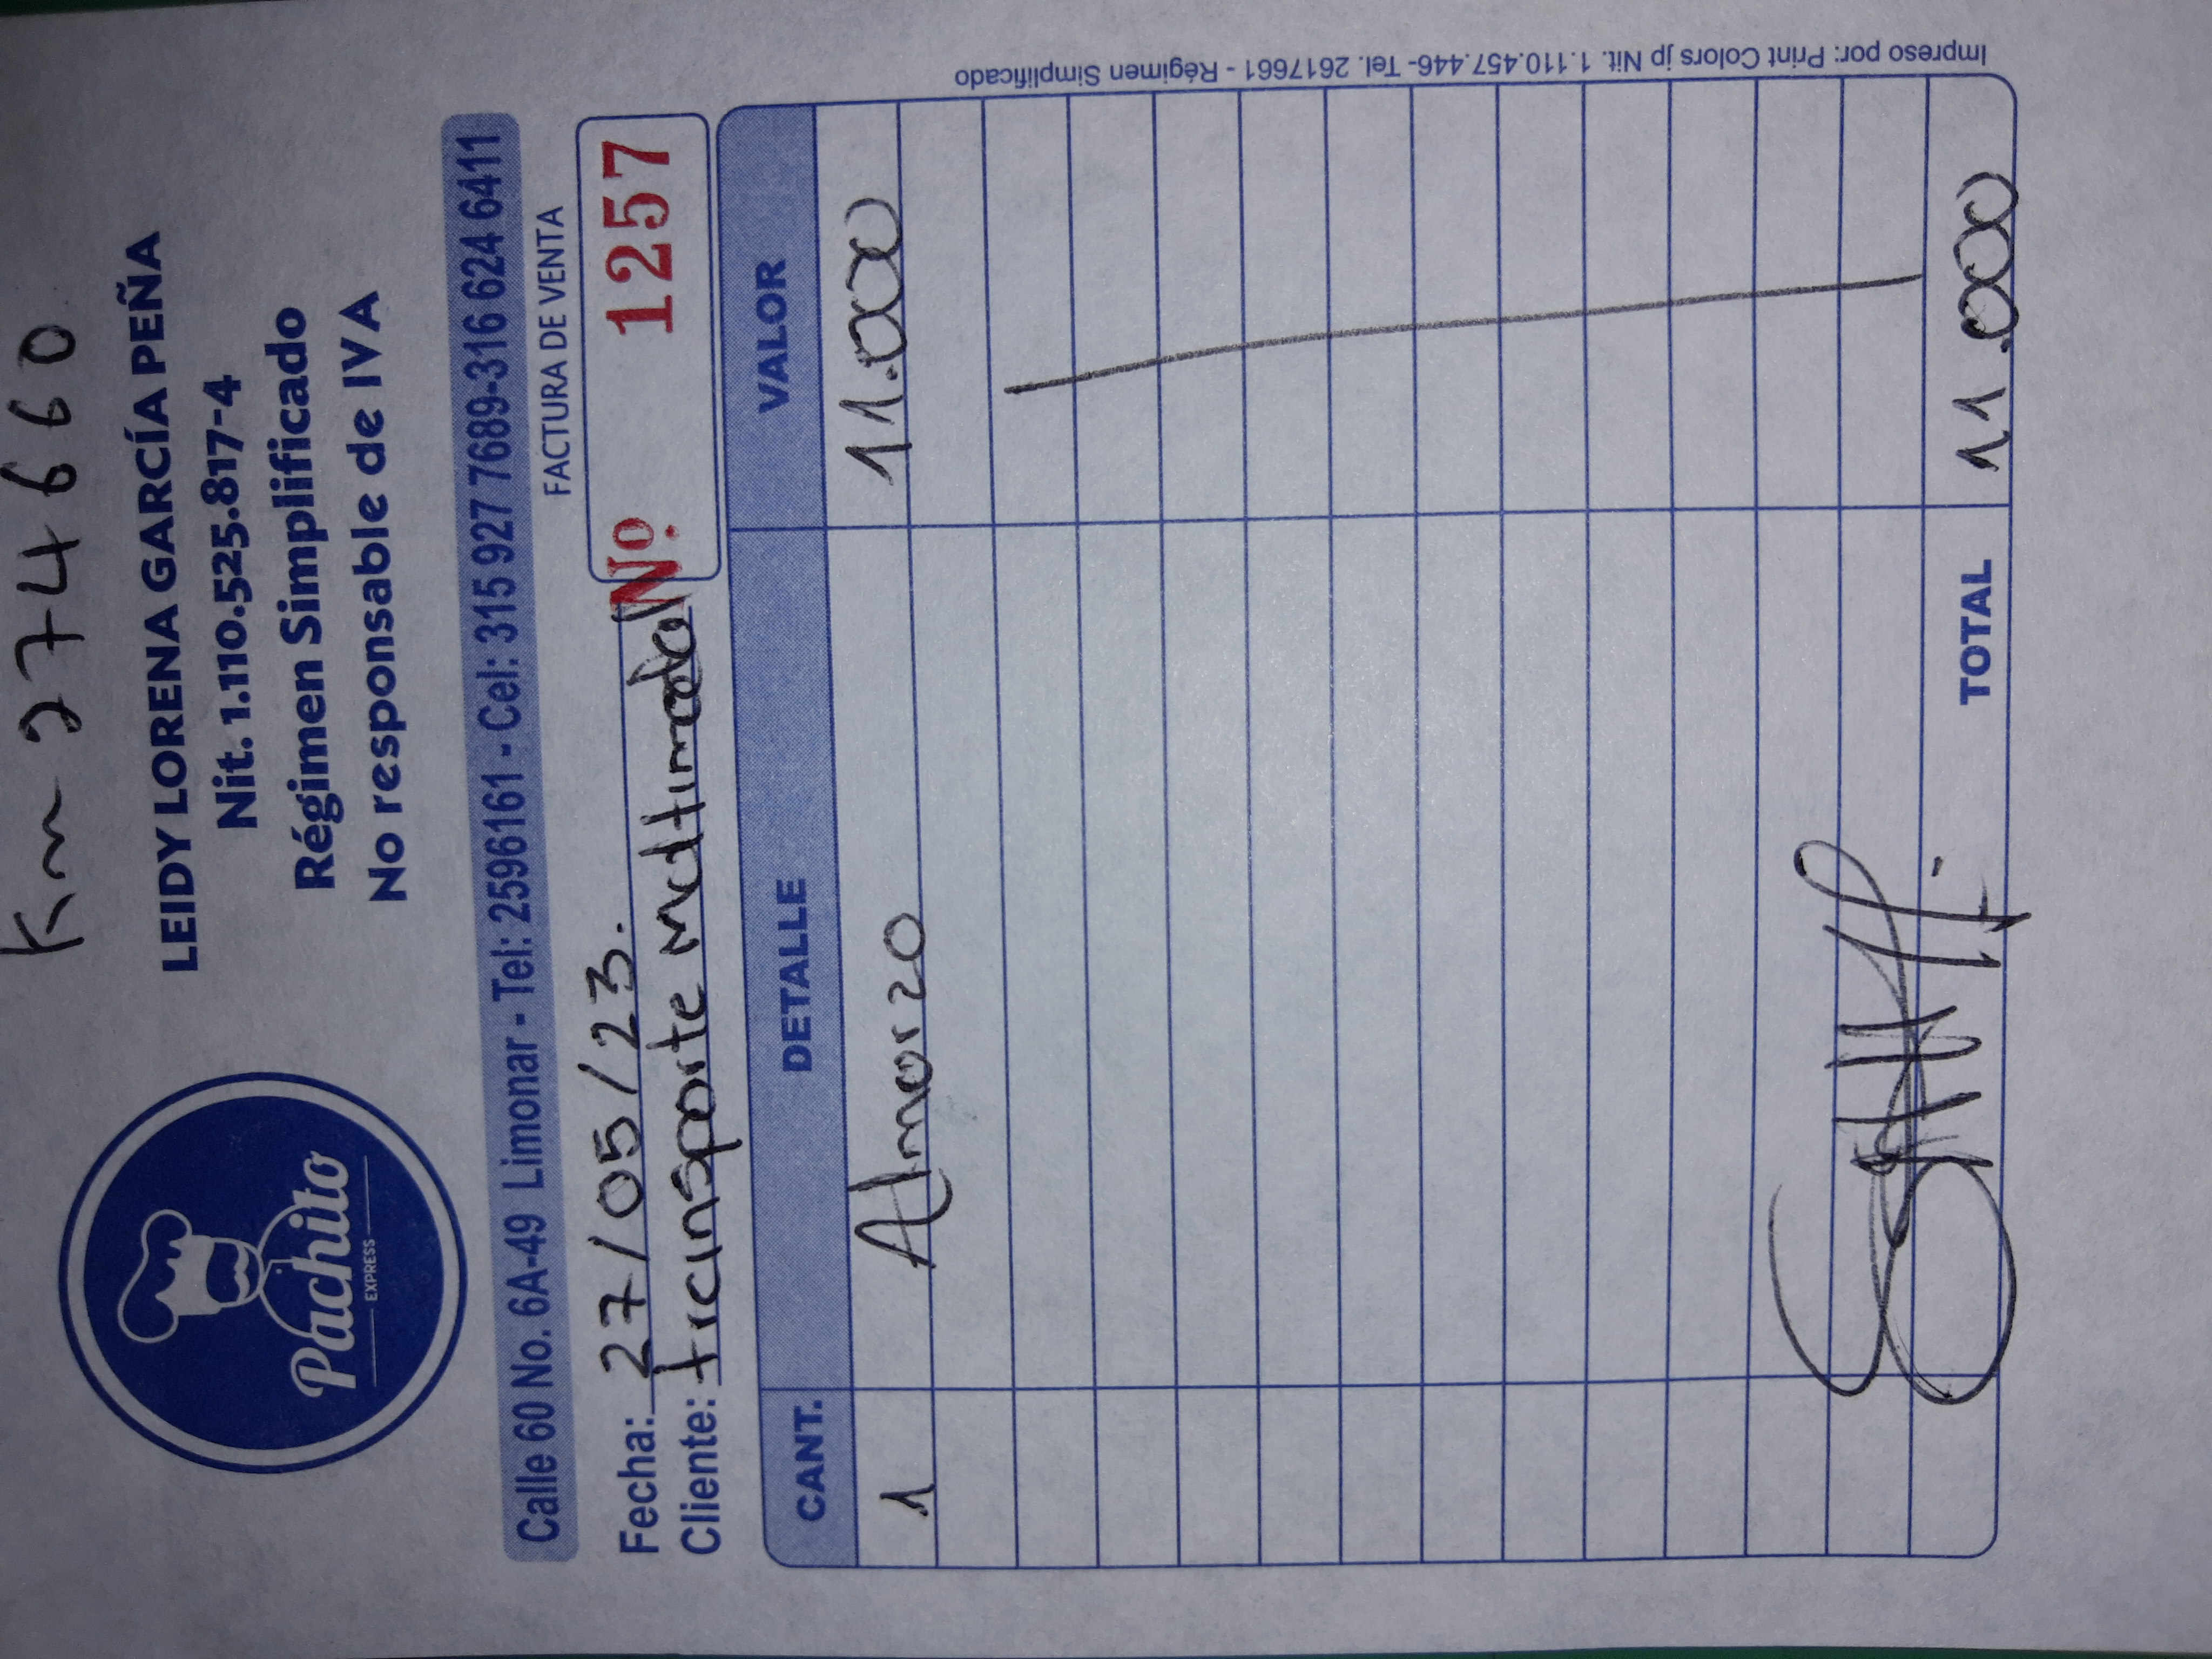 Km 274660
Pachito
EXPRESS
LEIDY LORENA GARCÍA PEÑA
Nit. 1.110.525.817-4
Régimen Simplificado
No responsable de IVA
Calle 60 No. 6A-49 Limonar - Tel: 2596161 - Cel: 315 927 7689-316 624 6411
FACTURA DE VENTA
Fecha: 27/05/23.
Nº 1257
Cliente: transporte multimodal
CANT. DETALLE VALOR
1 Almorzo 11.000
TOTAL 11.000
Impreso por: Print Colors jp Nit. 1.110.457.446- Tel. 2617661 - Régimen Simplificado